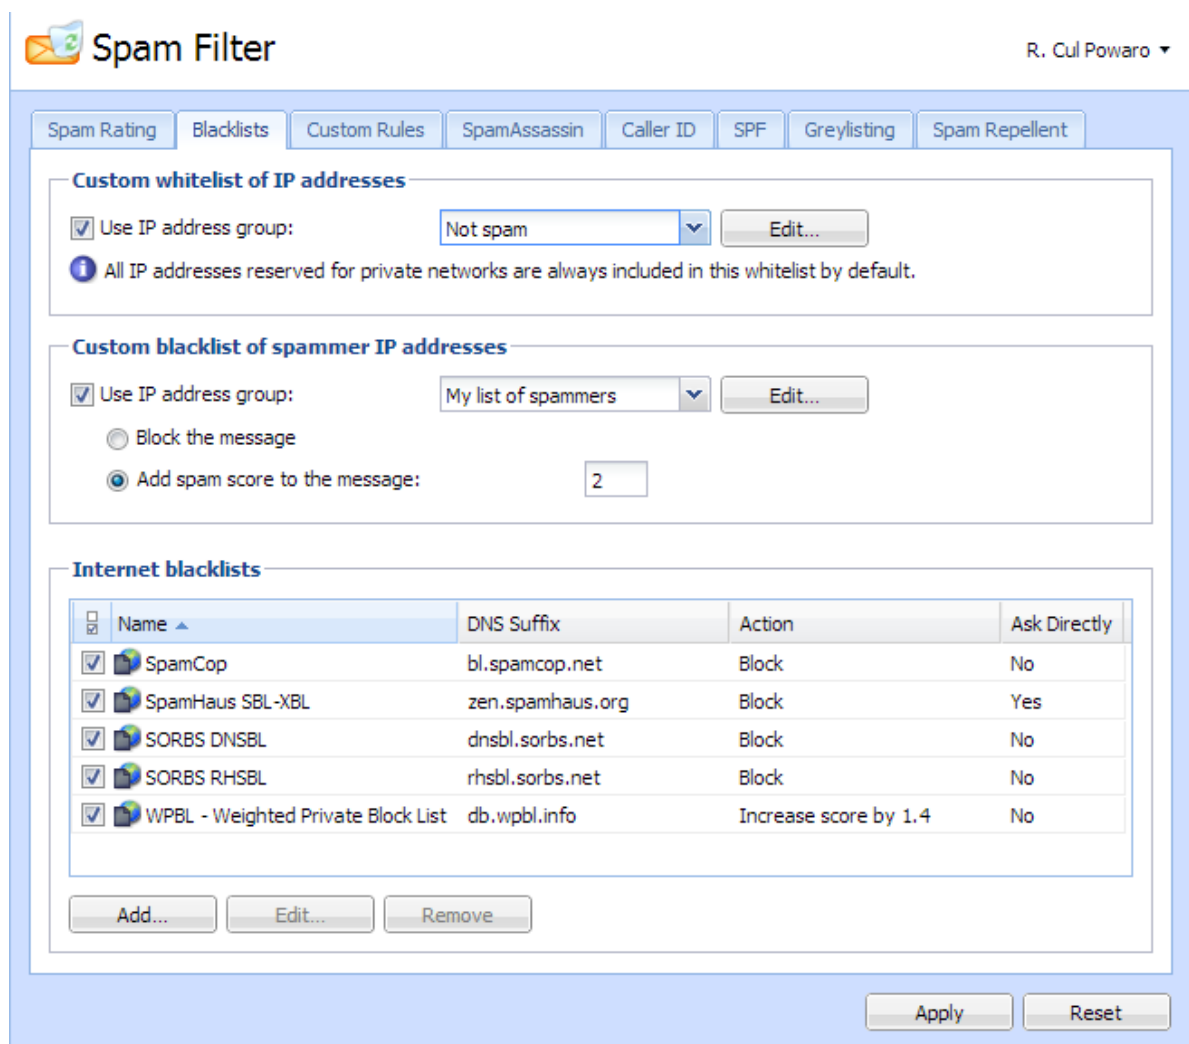 Spam Filter
R. Cul Powaro
Spam Rating Blacklists Custom Rules SpamAssassin Caller ID SPF Greylisting Spam Repellent
Custom whitelist of IP addresses
Use IP address group: Not spam Edit...
All IP addresses reserved for private networks are always included in this whitelist by default.
Custom blacklist of spammer IP addresses
Use IP address group: My list of spammers Edit...
Block the message
Add spam score to the message: 2
Internet blacklists
Name DNS Suffix Action Ask Directly
SpamCop bl.spamcop.net Block No
SpamHaus SBL-XBL zen.spamhaus.org Block Yes
SORBS DNSBL dnsbl.sorbs.net Block No
SORBS RHSBL rhsbl.sorbs.net Block No
WPBL - Weighted Private Block List db.wpbl.info Increase score by 1.4 No
Add... Edit... Remove
Apply Reset